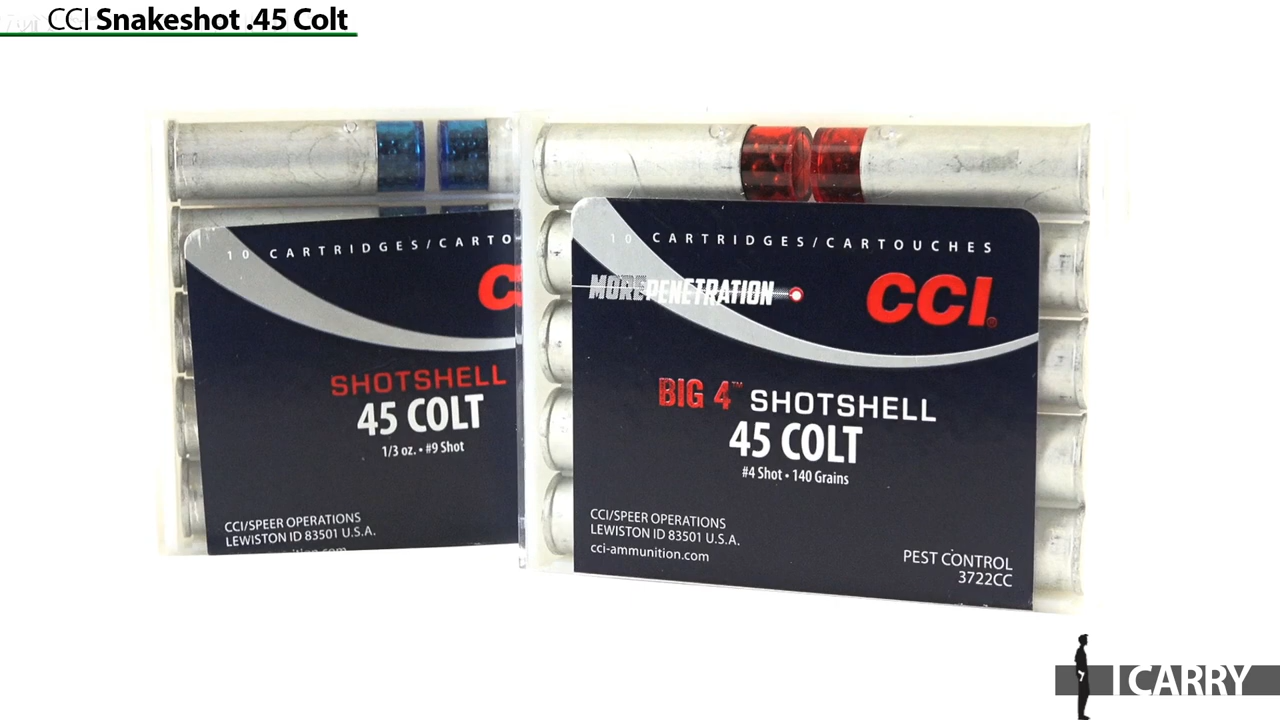 CCI Snakeshot .45 Colt
10 CARTRIDGES/CARTO
C
SHOTSHELL
45 COLT
1/3 oz. • #9 Shot
CCI/SPEER OPERATIONS
LEWISTON ID 83501 U.S.A.
10 CARTRIDGES/CARTOUCHES
MORE PENETRATION
CCI®
BIG 4™ SHOTSHELL
45 COLT
#4 Shot • 140 Grains
CCI/SPEER OPERATIONS
LEWISTON ID 83501 U.S.A.
cci-ammunition.com
PEST CONTROL
3722CC
I CARRY